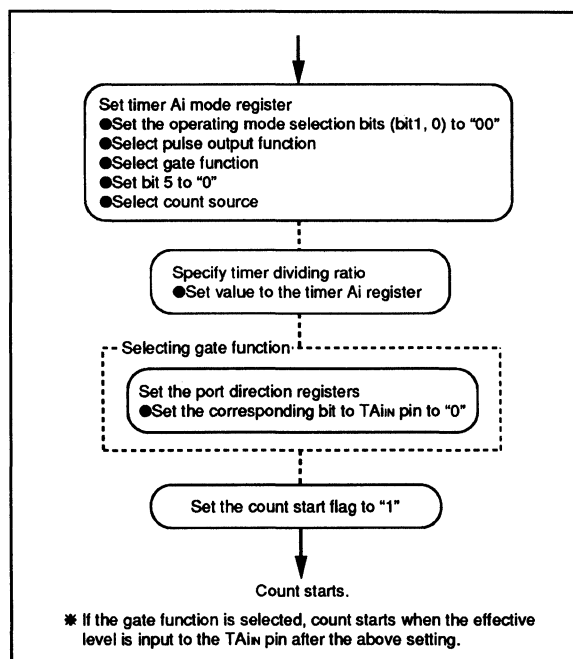 Set timer Ai mode register
●Set the operating mode selection bits (bit1, 0) to “00”
●Select pulse output function
●Select gate function
●Set bit 5 to “0”
●Select count source
Specify timer dividing ratio
●Set value to the timer Ai register
Selecting gate function
Set the port direction registers
●Set the corresponding bit to TAiIN pin to “0”
Set the count start flag to “1”
Count starts.
✱ If the gate function is selected, count starts when the effective
level is input to the TAiIN pin after the above setting.